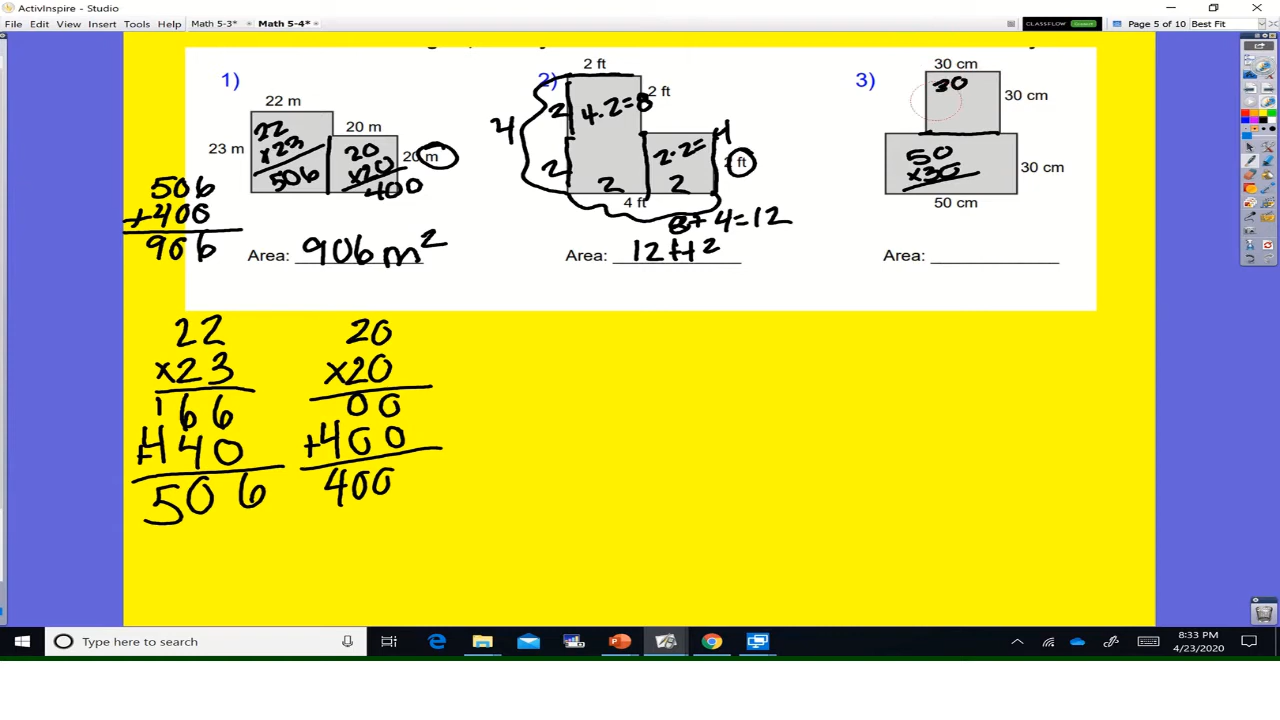 ActivInspire - Studio
File Edit View Insert Tools Help Math 5-3* Math 5-4* CLASSFLOW Page 5 of 10 Best Fit
1)
22 m
20 m
23 m
20 m
22
x23
506
20
x20
400
506
+400
906
Area: 906 m2
2)
2 ft
2 ft
2
4·2=8
4
2
2
2·2=4
2 ft
2
4 ft
8+4=12
Area: 12 ft2
3)
30 cm
30
30 cm
50
x30
30 cm
50 cm
Area:
22
x23
166
+440
506
20
x20
00
+400
400
Type here to search
8:33 PM
4/23/2020